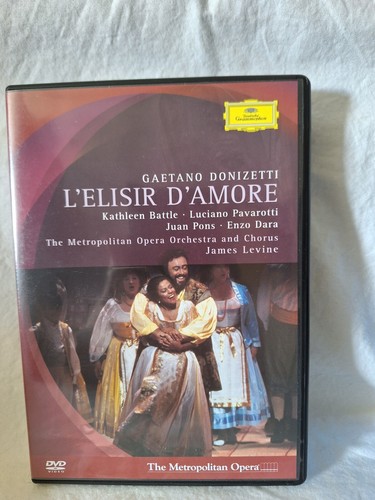 Deutsche
Grammophon
GAETANO DONIZETTI
L'ELISIR D'AMORE
Kathleen Battle · Luciano Pavarotti
Juan Pons · Enzo Dara
The Metropolitan Opera Orchestra and Chorus
James Levine
DVD
VIDEO
The Metropolitan Opera